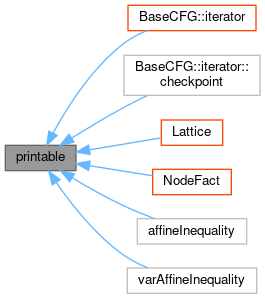 BaseCFG::iterator
BaseCFG::iterator::
checkpoint
printable
Lattice
NodeFact
affineInequality
varAffineInequality